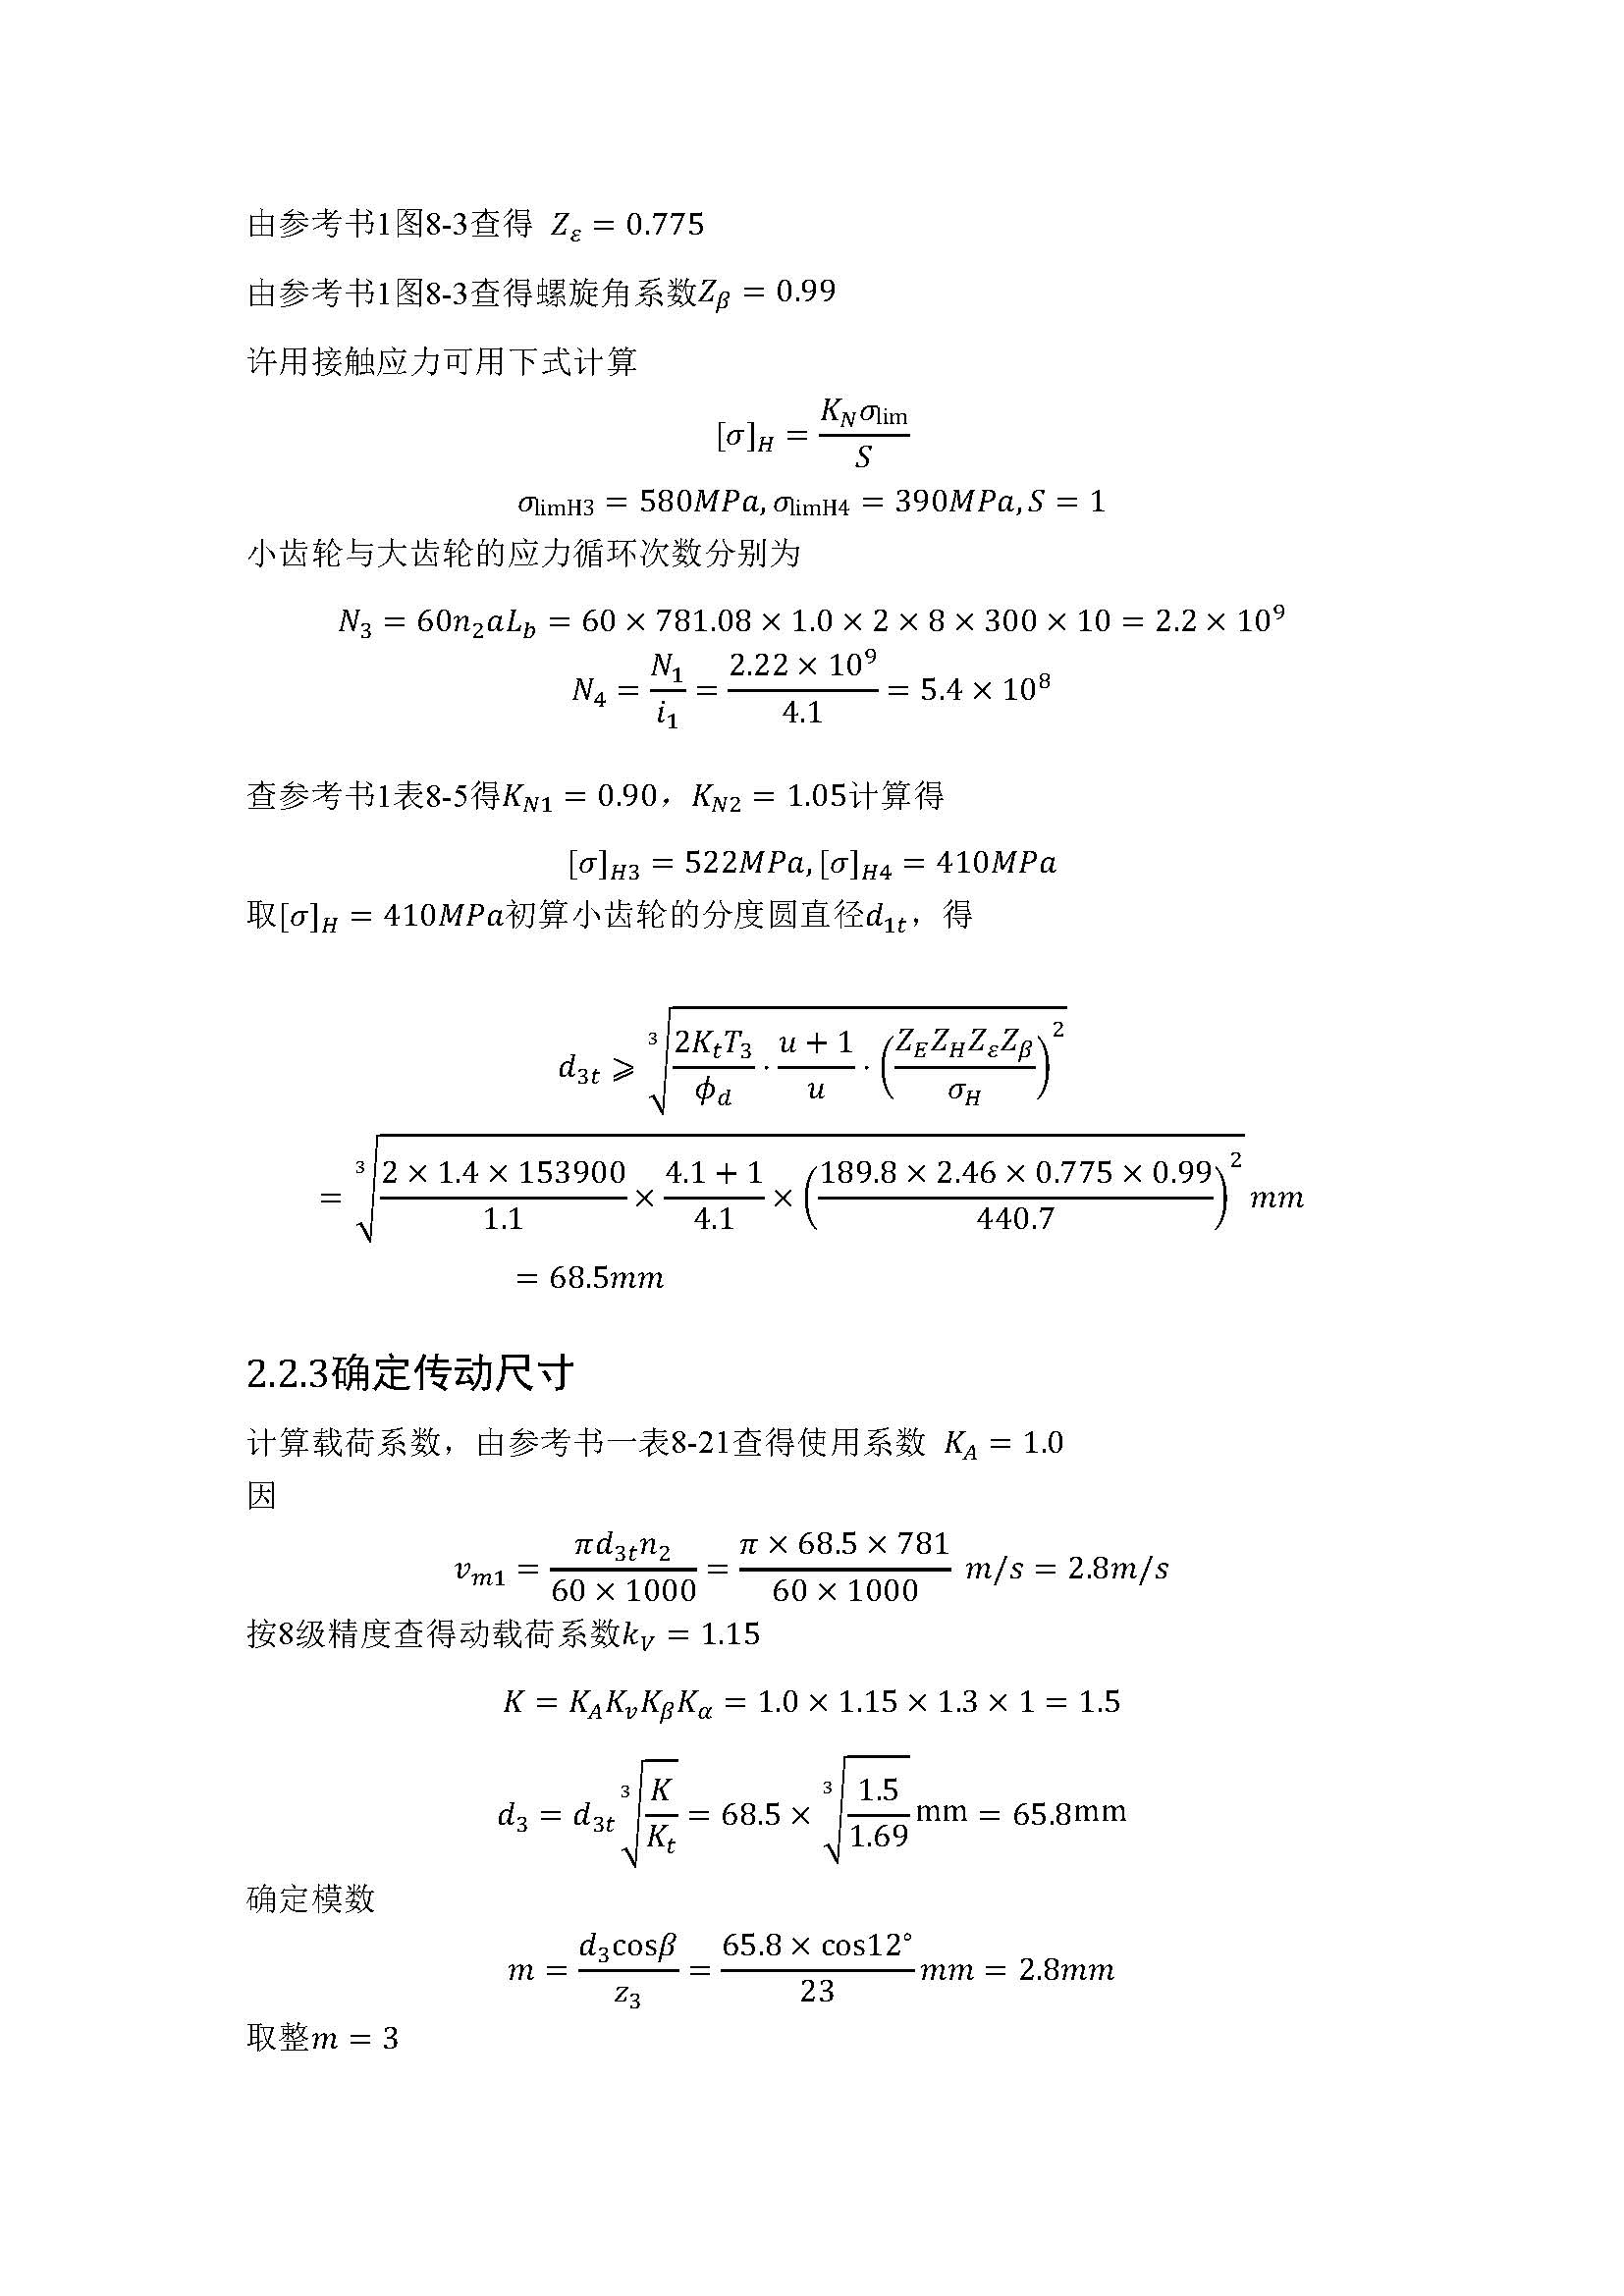 由参考书1图8-3查得 $Z_\varepsilon = 0.775$
由参考书1图8-3查得螺旋角系数$Z_\beta = 0.99$
许用接触应力可用下式计算
$[\sigma]_H = \frac{K_N \sigma_{\lim}}{S}$
$\sigma_{\mathrm{limH3}} = 580MPa, \sigma_{\mathrm{limH4}} = 390MPa, S = 1$
小齿轮与大齿轮的应力循环次数分别为
$N_3 = 60n_2aL_b = 60 \times 781.08 \times 1.0 \times 2 \times 8 \times 300 \times 10 = 2.2 \times 10^9$
$N_4 = \frac{N_1}{i_1} = \frac{2.22 \times 10^9}{4.1} = 5.4 \times 10^8$
查参考书1表8-5得$K_{N1} = 0.90$，$K_{N2} = 1.05$计算得
$[\sigma]_{H3} = 522MPa, [\sigma]_{H4} = 410MPa$
取$[\sigma]_H = 410MPa$初算小齿轮的分度圆直径$d_{1t}$，得
$d_{3t} \geqslant \sqrt[3]{\frac{2K_tT_3}{\phi_d} \cdot \frac{u+1}{u} \cdot \left(\frac{Z_E Z_H Z_\varepsilon Z_\beta}{\sigma_H}\right)^2}$
$= \sqrt[3]{\frac{2 \times 1.4 \times 153900}{1.1} \times \frac{4.1+1}{4.1} \times \left(\frac{189.8 \times 2.46 \times 0.775 \times 0.99}{440.7}\right)^2} mm$
$= 68.5mm$
2.2.3确定传动尺寸
计算载荷系数，由参考书一表8-21查得使用系数 $K_A = 1.0$
因
$v_{m1} = \frac{\pi d_{3t} n_2}{60 \times 1000} = \frac{\pi \times 68.5 \times 781}{60 \times 1000} m/s = 2.8m/s$
按8级精度查得动载荷系数$k_V = 1.15$
$K = K_A K_v K_\beta K_\alpha = 1.0 \times 1.15 \times 1.3 \times 1 = 1.5$
$d_3 = d_{3t} \sqrt[3]{\frac{K}{K_t}} = 68.5 \times \sqrt[3]{\frac{1.5}{1.69}} \mathrm{mm} = 65.8\mathrm{mm}$
确定模数
$m = \frac{d_3 \cos\beta}{z_3} = \frac{65.8 \times \cos 12°}{23} mm = 2.8mm$
取整$m = 3$